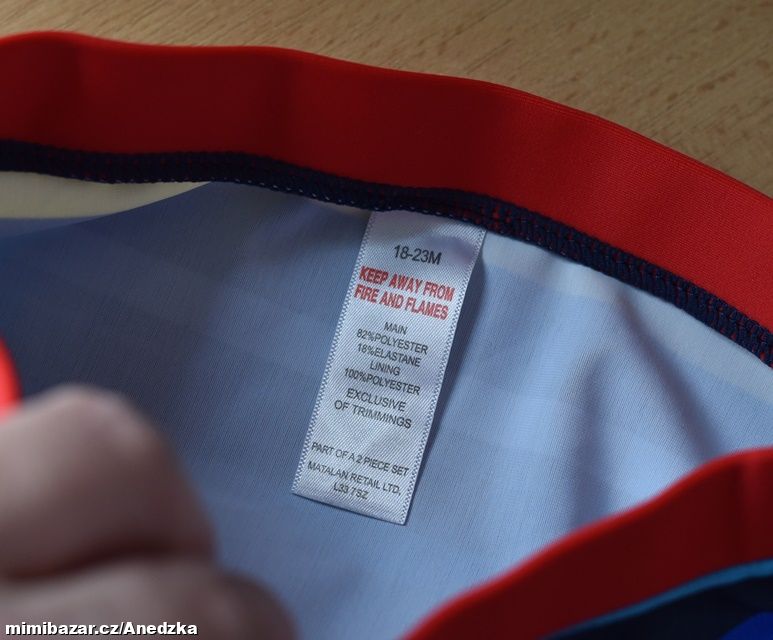 18-23M
KEEP AWAY FROM
FIRE AND FLAMES
MAIN
82%POLYESTER
18%ELASTANE
LINING
100%POLYESTER
EXCLUSIVE
OF TRIMMINGS
PART OF A 2 PIECE SET
MATALAN RETAIL LTD,
L33 7SZ
mimibazar.cz/Anedzka